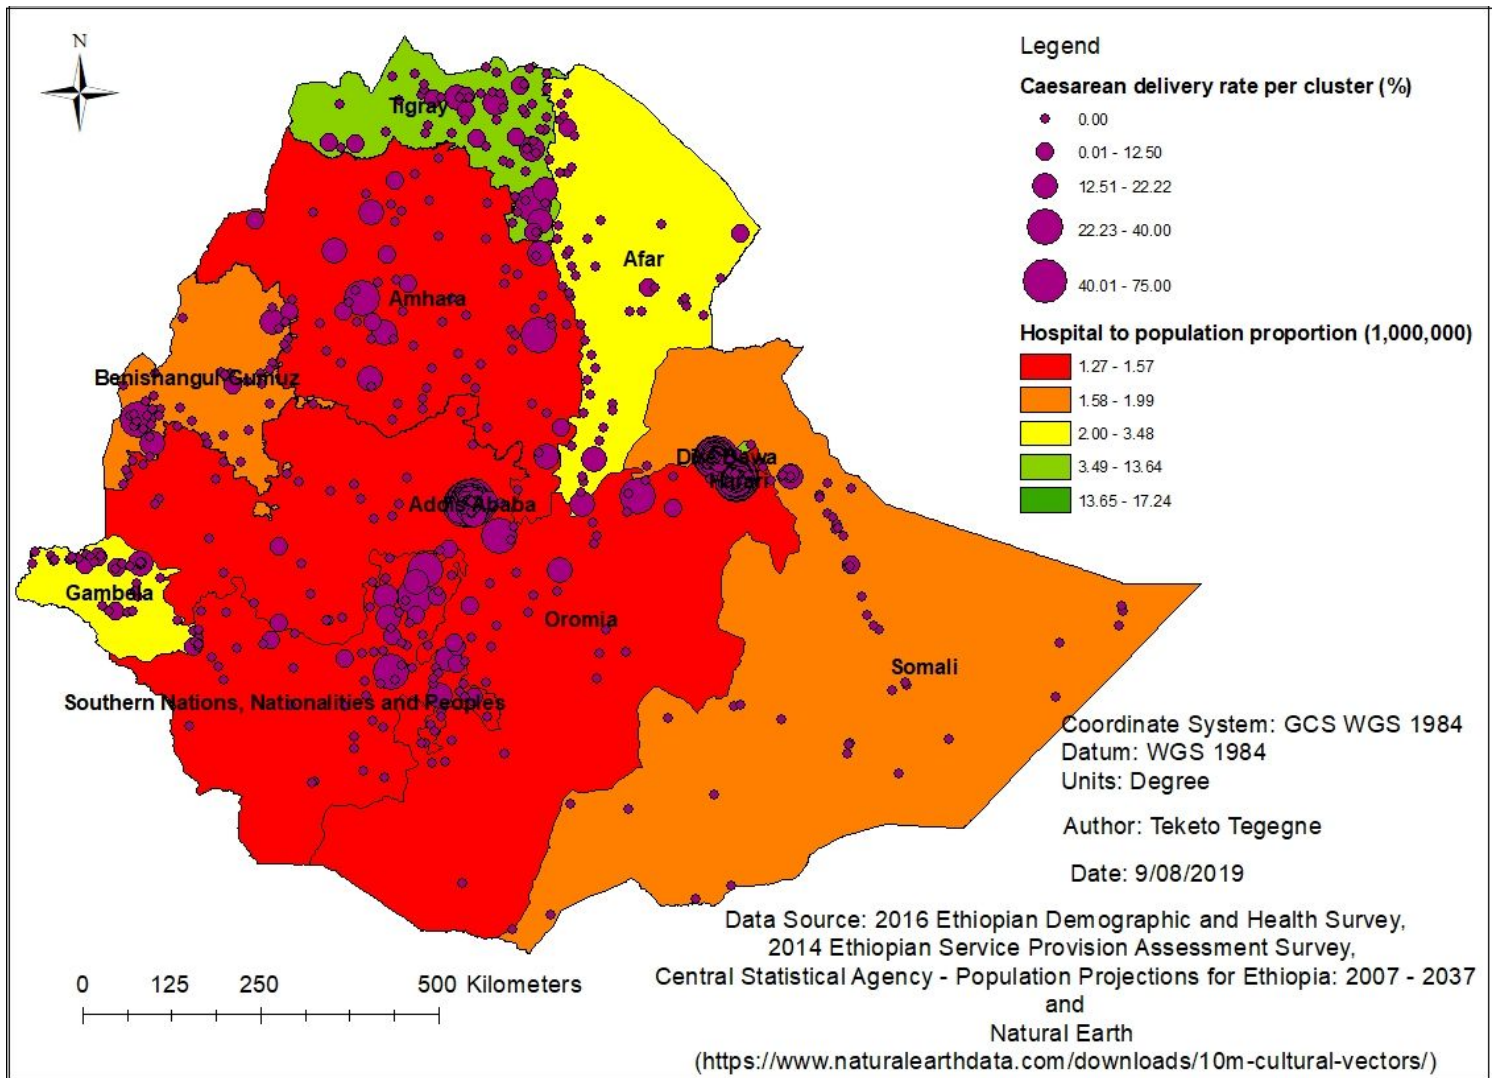 N
Legend
Caesarean delivery rate per cluster (%)
0.00
0.01 - 12.50
12.51 - 22.22
22.23 - 40.00
40.01 - 75.00
Hospital to population proportion (1,000,000)
1.27 - 1.57
1.58 - 1.99
2.00 - 3.48
3.49 - 13.64
13.65 - 17.24
Tigray
Afar
Amhara
Benishangul Gumuz
Dire Dawa
Harari
Addis Ababa
Gambela
Oromia
Somali
Southern Nations, Nationalities and Peoples
Coordinate System: GCS WGS 1984
Datum: WGS 1984
Units: Degree
Author: Teketo Tegegne
Date: 9/08/2019
Data Source: 2016 Ethiopian Demographic and Health Survey,
2014 Ethiopian Service Provision Assessment Survey,
Central Statistical Agency - Population Projections for Ethiopia: 2007 - 2037
and
Natural Earth
(https://www.naturalearthdata.com/downloads/10m-cultural-vectors/)
0 125 250 500 Kilometers